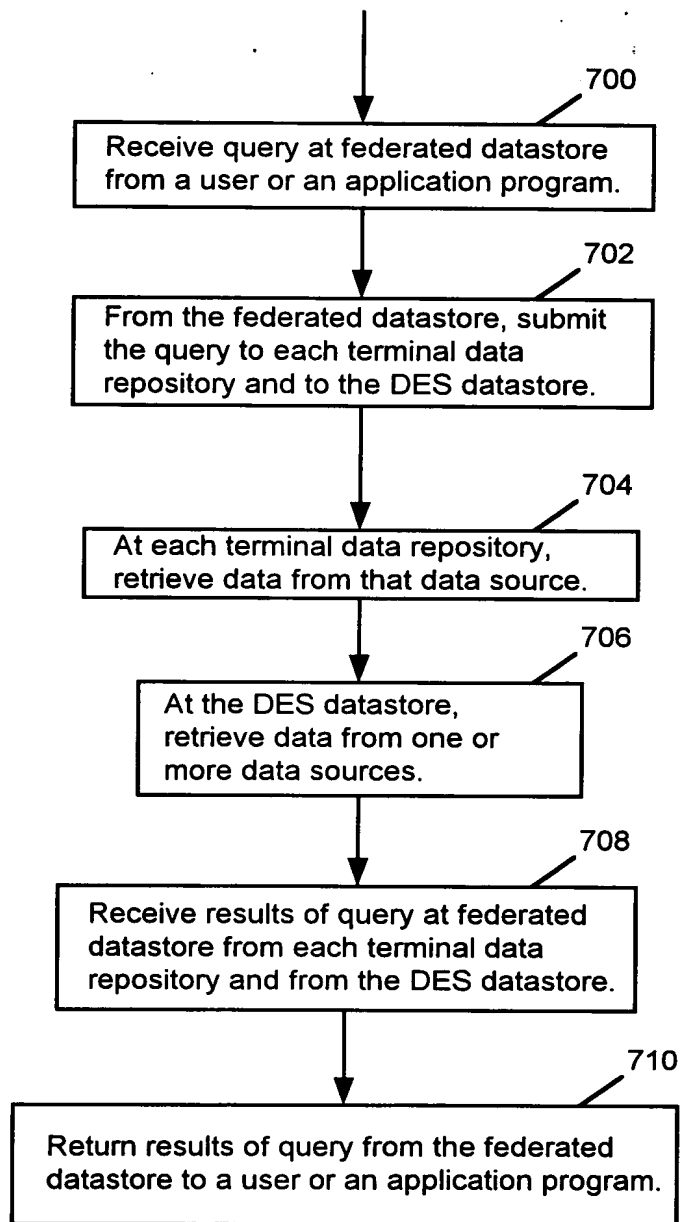 700
Receive query at federated datastore
from a user or an application program.
702
From the federated datastore, submit
the query to each terminal data
repository and to the DES datastore.
704
At each terminal data repository,
retrieve data from that data source.
706
At the DES datastore,
retrieve data from one or
more data sources.
708
Receive results of query at federated
datastore from each terminal data
repository and from the DES datastore.
710
Return results of query from the federated
datastore to a user or an application program.